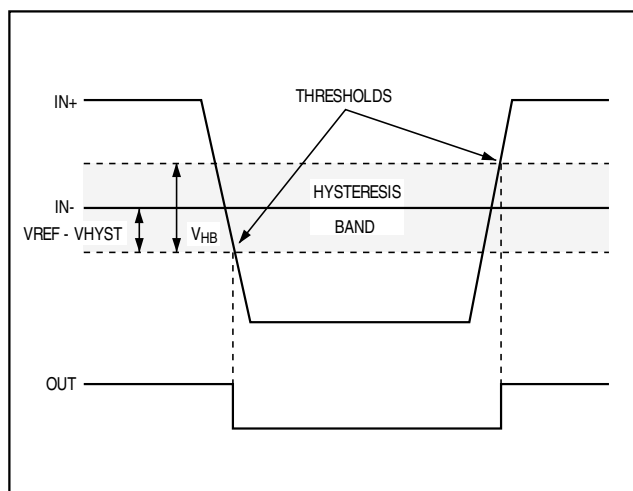 THRESHOLDS
IN+
HYSTERESIS
IN-
BAND
VREF - VHYST
VHB
OUT